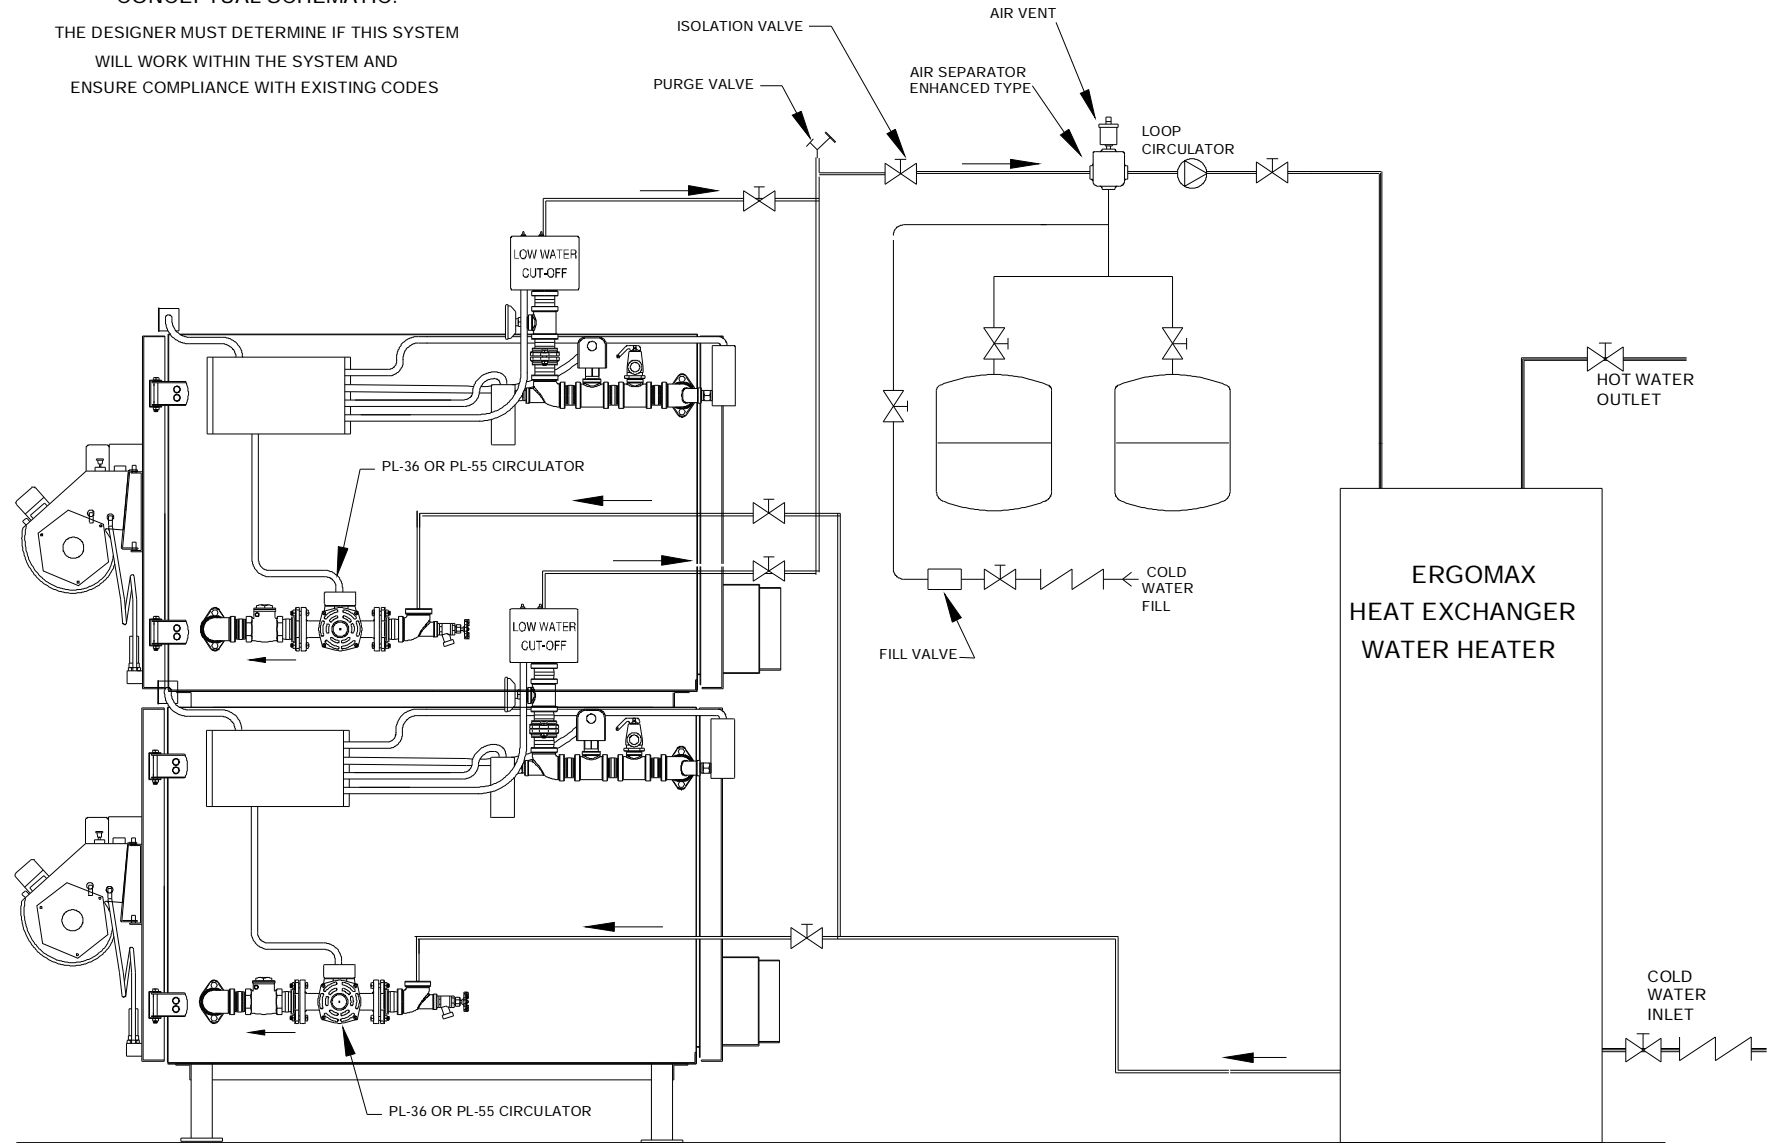 CONCEPTUAL SCHEMATIC.
THE DESIGNER MUST DETERMINE IF THIS SYSTEM
WILL WORK WITHIN THE SYSTEM AND
ENSURE COMPLIANCE WITH EXISTING CODES
ISOLATION VALVE
PURGE VALVE
AIR VENT
AIR SEPARATOR
ENHANCED TYPE
LOOP
CIRCULATOR
LOW WATER
CUT-OFF
HOT WATER
OUTLET
PL-36 OR PL-55 CIRCULATOR
COLD
WATER
FILL
FILL VALVE
ERGOMAX
HEAT EXCHANGER
WATER HEATER
LOW WATER
CUT-OFF
COLD
WATER
INLET
PL-36 OR PL-55 CIRCULATOR